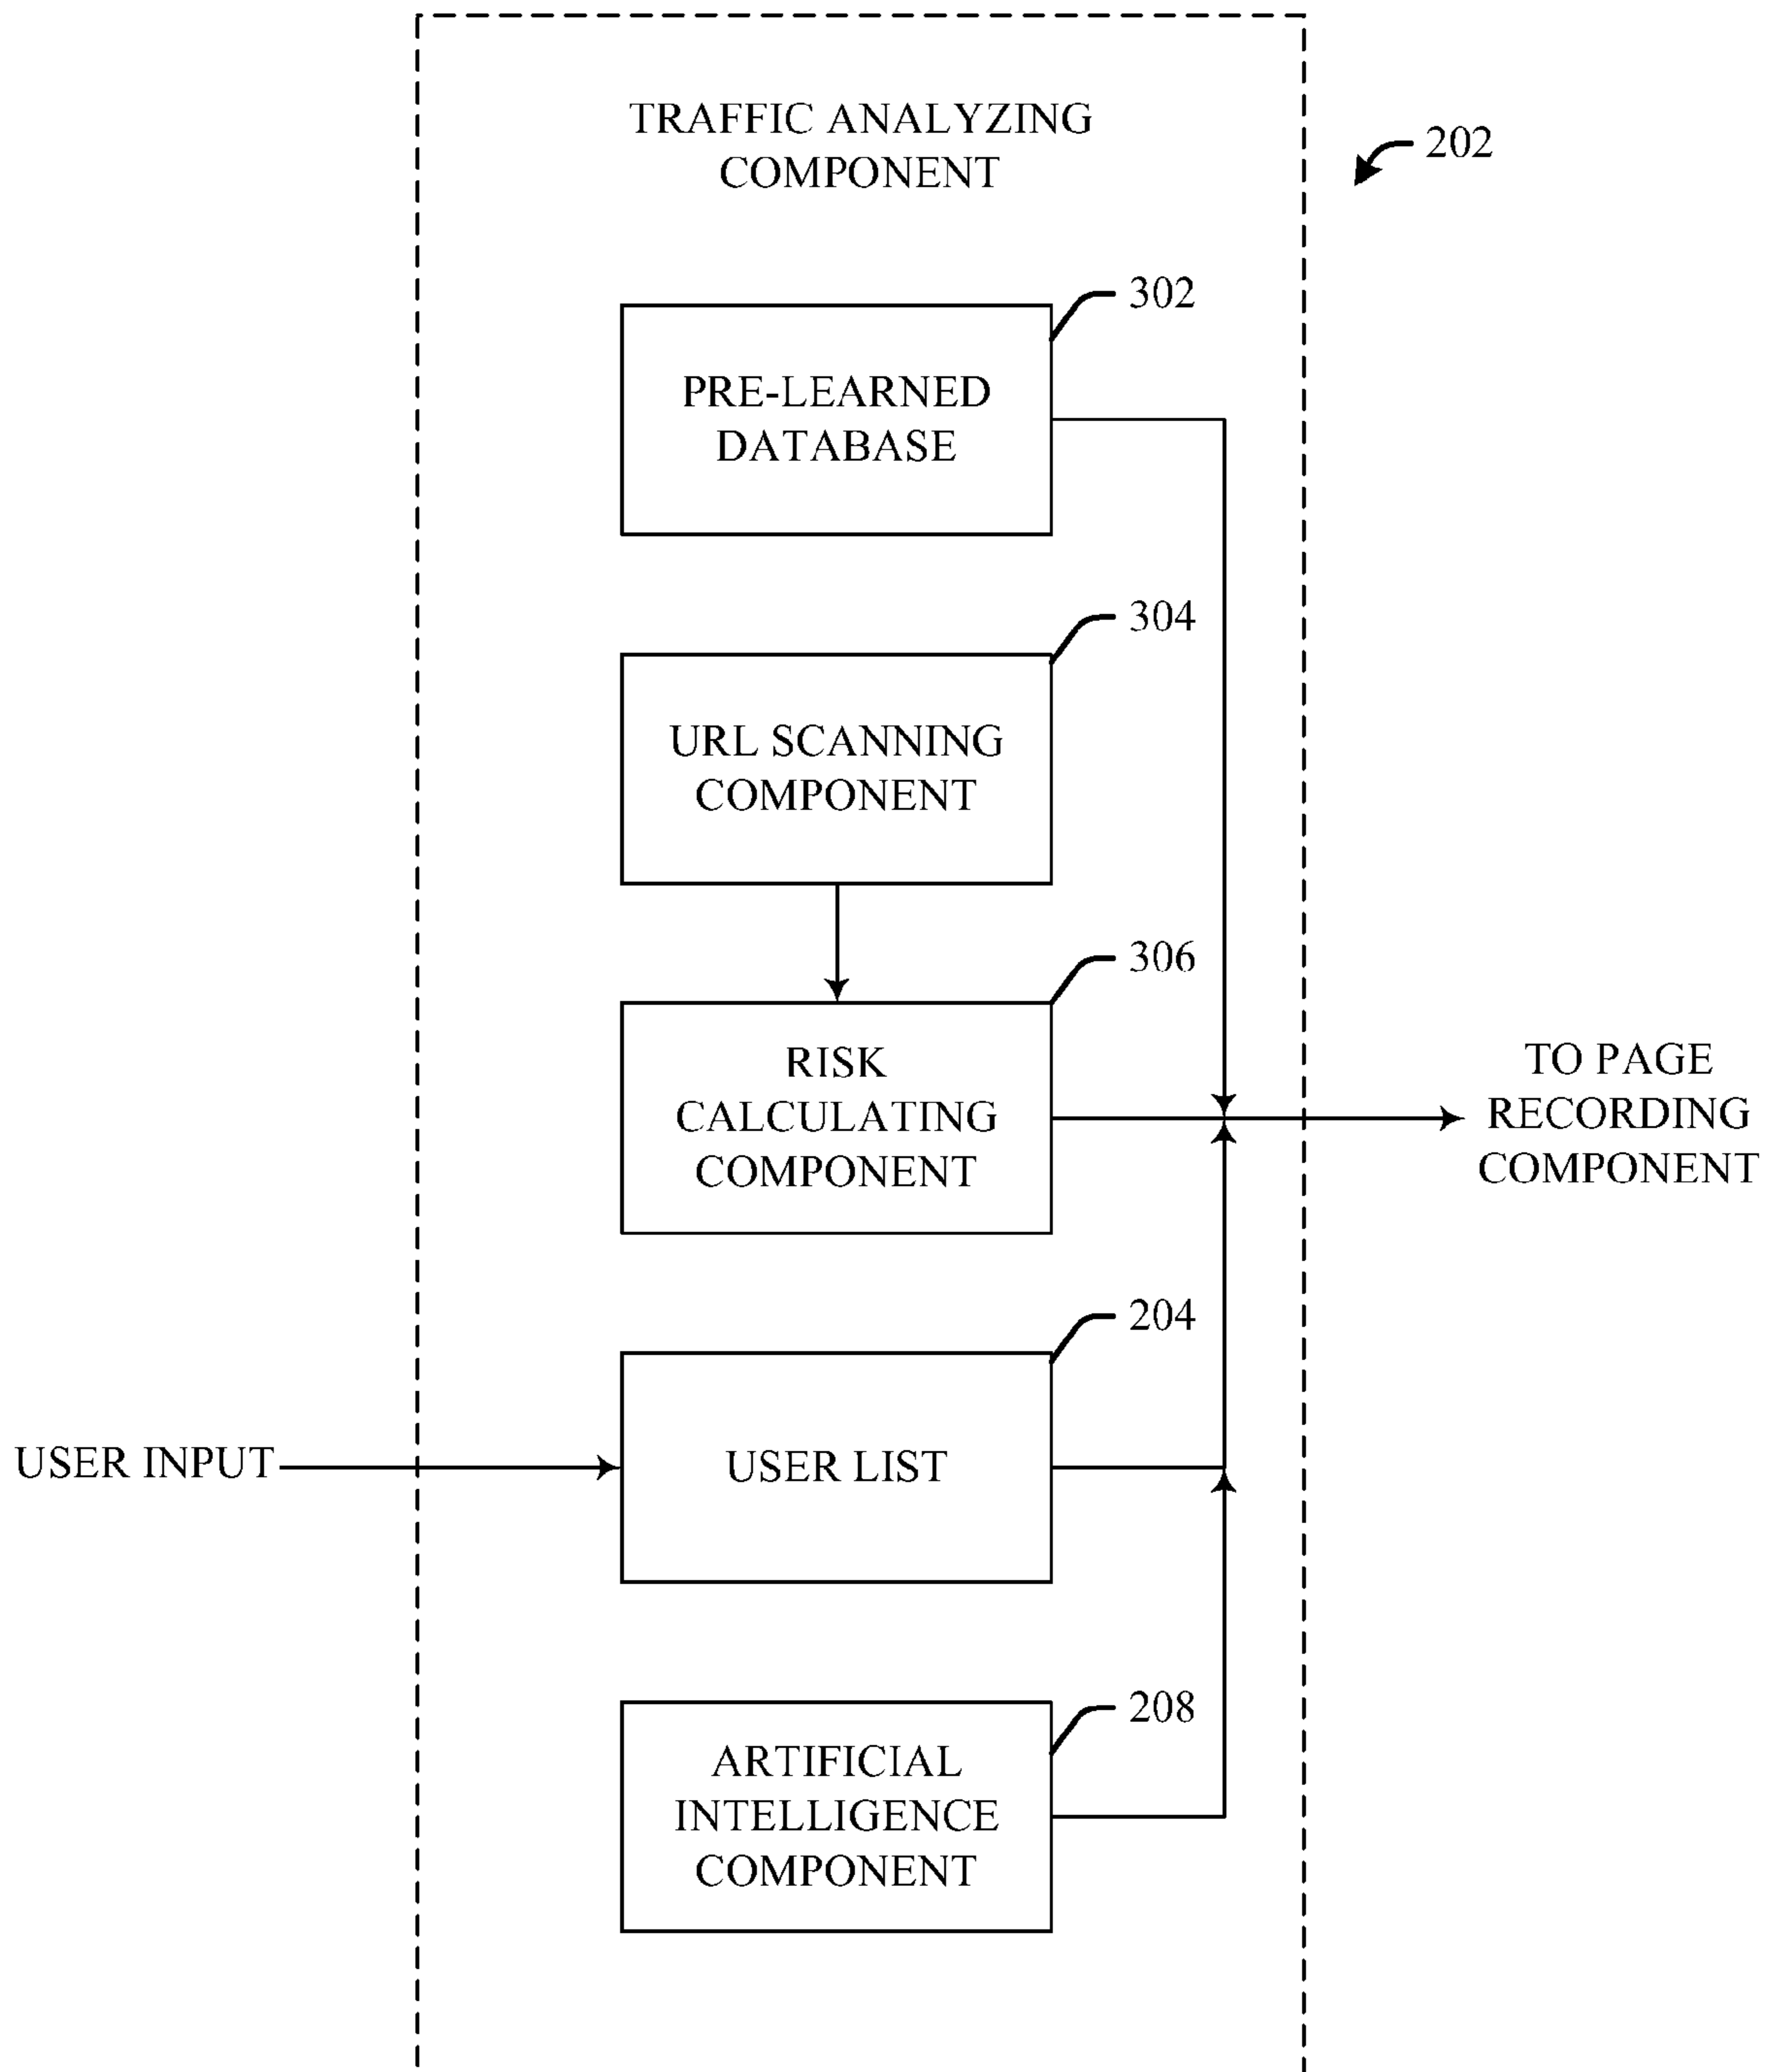 TRAFFIC ANALYZING
COMPONENT
202
302
PRE-LEARNED
DATABASE
304
URL SCANNING
COMPONENT
306
RISK
CALCULATING
COMPONENT
TO PAGE
RECORDING
COMPONENT
204
USER INPUT
USER LIST
208
ARTIFICIAL
INTELLIGENCE
COMPONENT